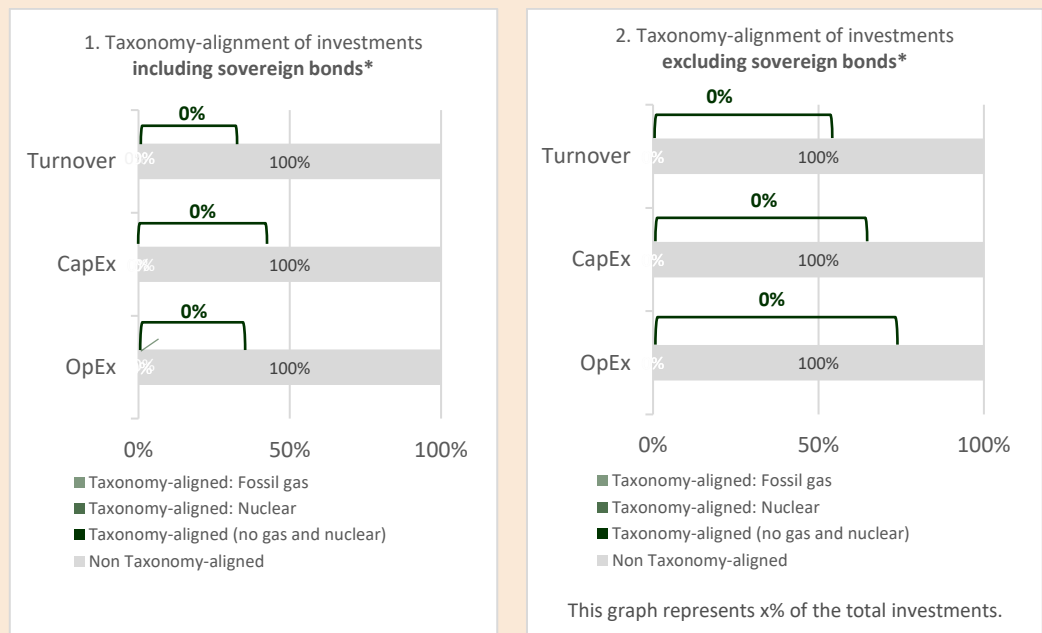 1. Taxonomy-alignment of investments
including sovereign bonds*
0%
Turnover
100%
0%
CapEx
100%
0%
OpEx
100%
0%
50%
100%
Taxonomy-aligned: Fossil gas
Taxonomy-aligned: Nuclear
Taxonomy-aligned (no gas and nuclear)
Non Taxonomy-aligned
2. Taxonomy-alignment of investments
excluding sovereign bonds*
0%
Turnover
100%
0%
CapEx
100%
0%
OpEx
100%
0%
50%
100%
Taxonomy-aligned: Fossil gas
Taxonomy-aligned: Nuclear
Taxonomy-aligned (no gas and nuclear)
Non Taxonomy-aligned
This graph represents x% of the total investments.